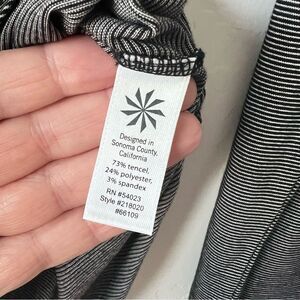 Designed in
Sonoma County,
California
73% tencel,
24% polyester,
3% spandex
RN #54023
Style #218020
#66109